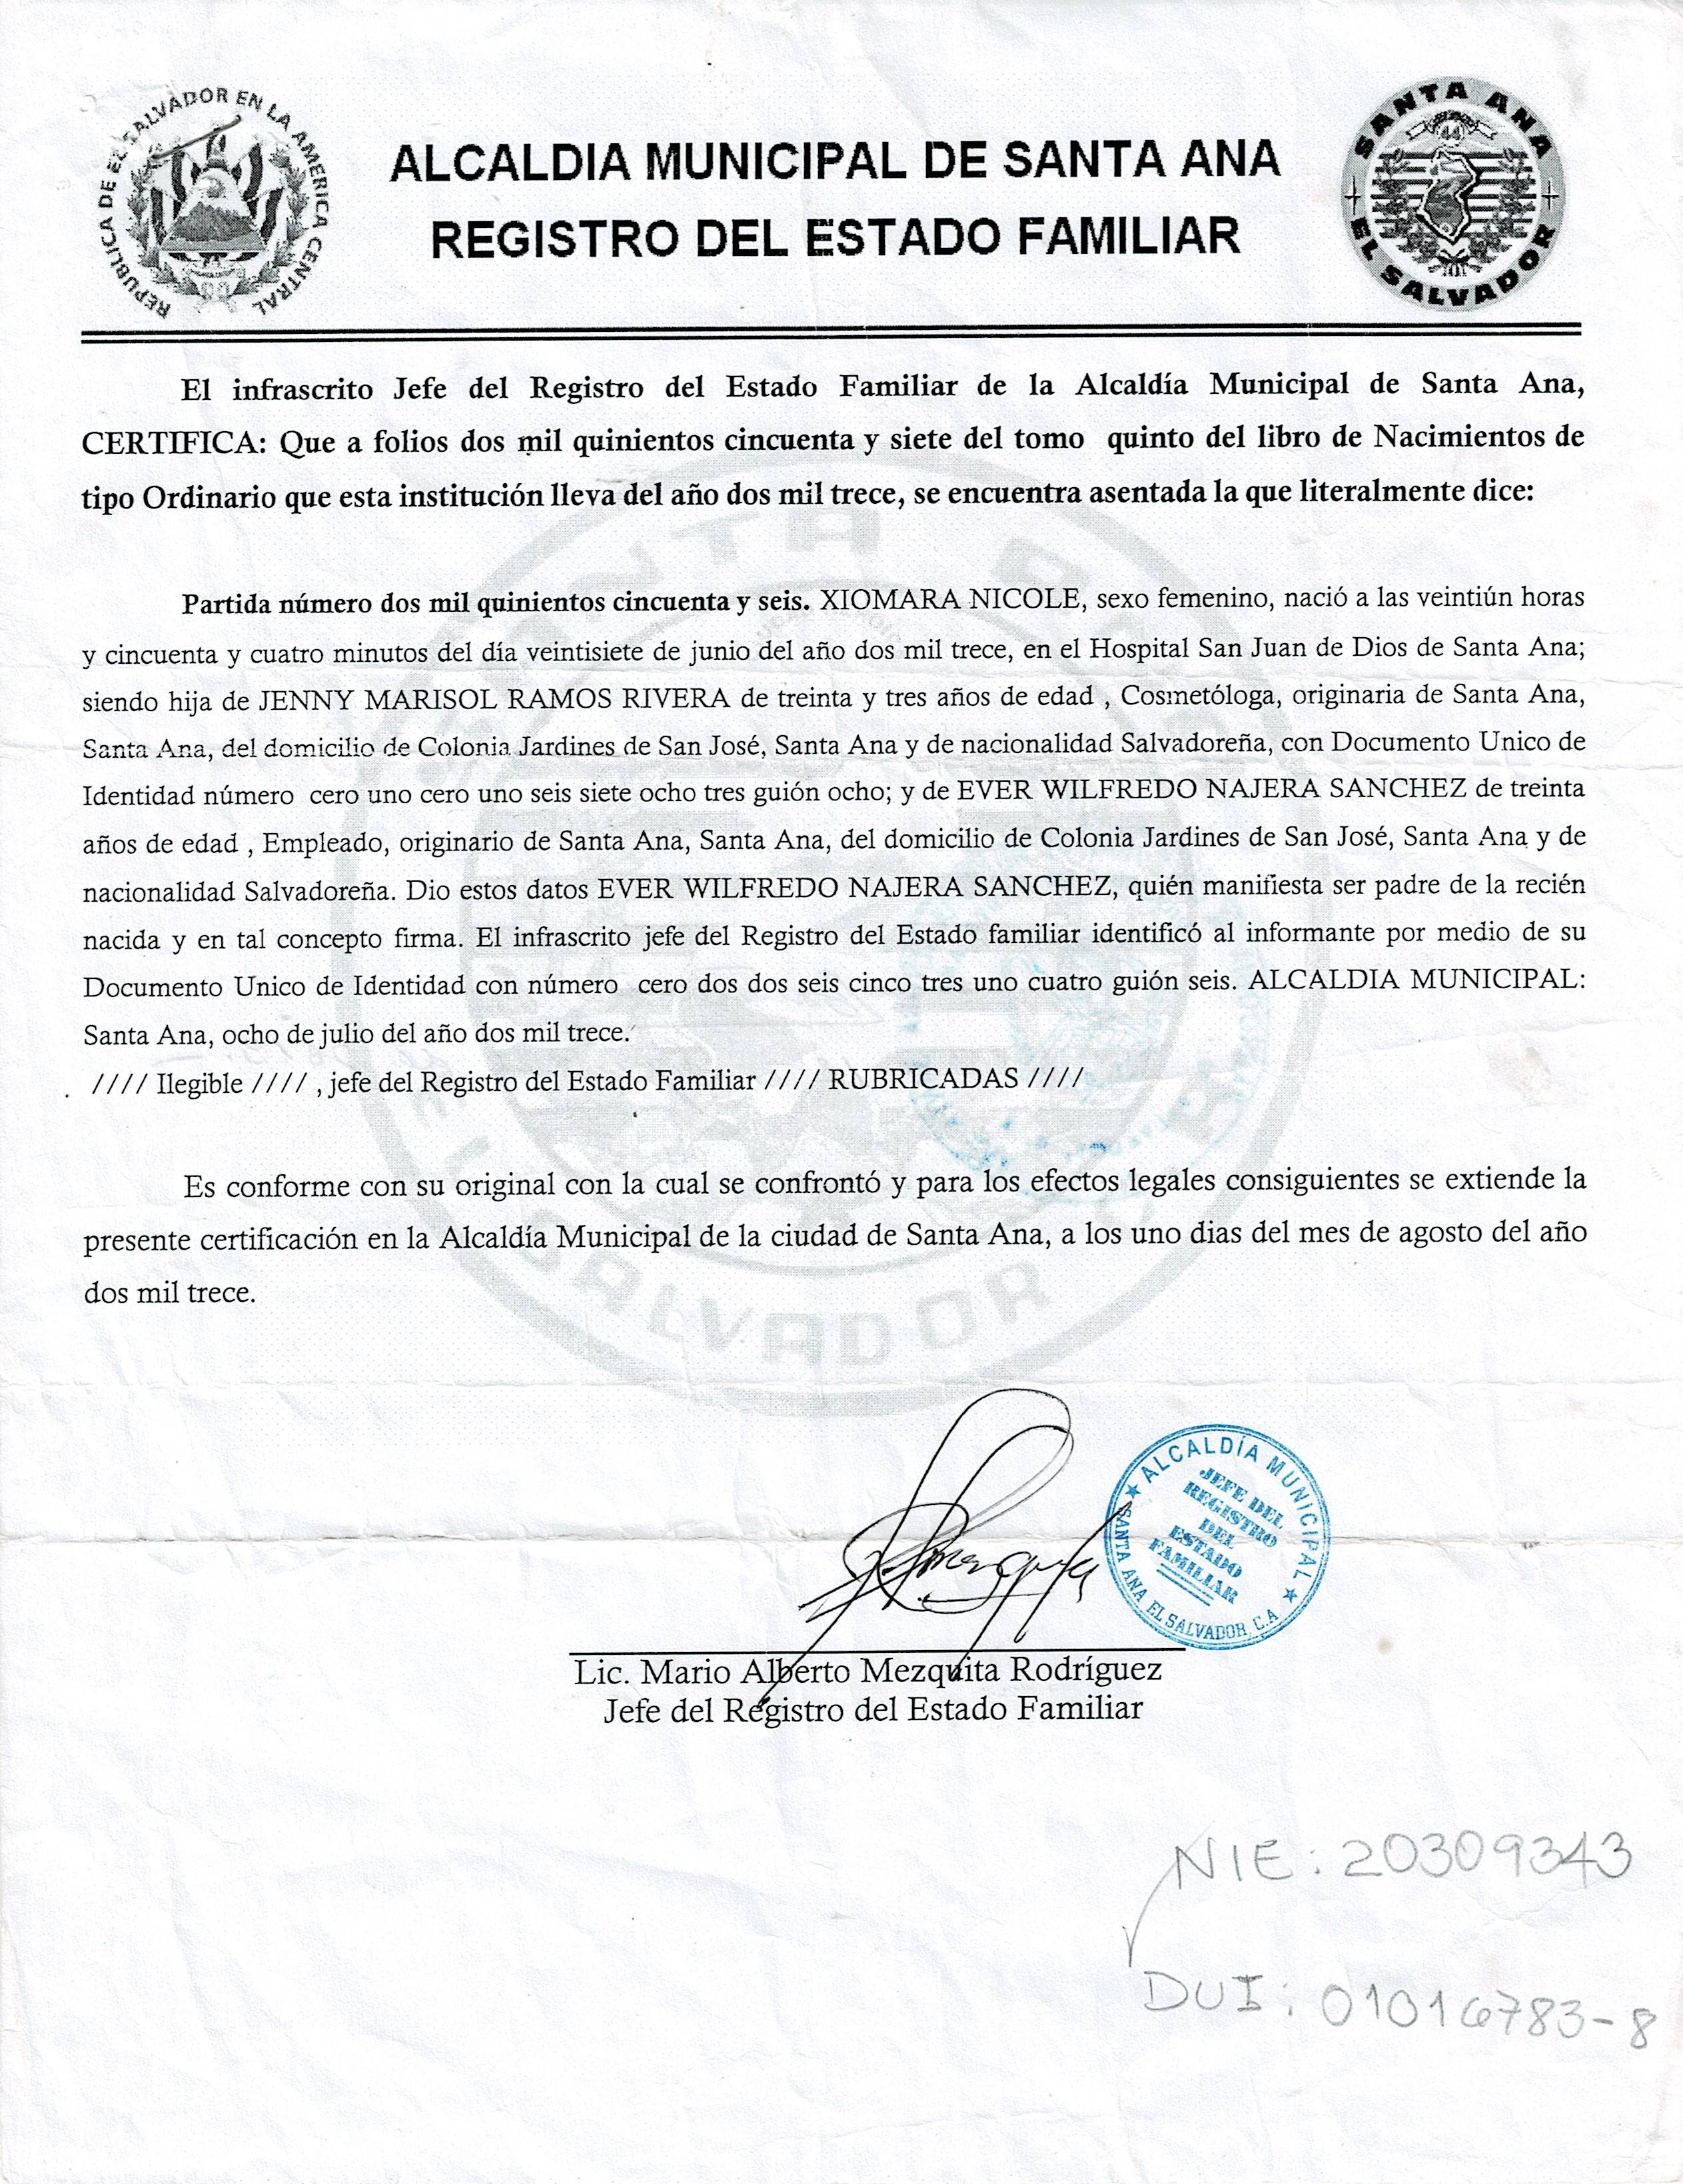 REPUBLICA DE EL SALVADOR EN LA AMERICA CENTRAL
SANTA ANA
EL SALVADOR
44
ALCALDIA MUNICIPAL DE SANTA ANA
REGISTRO DEL ESTADO FAMILIAR
El infrascrito Jefe del Registro del Estado Familiar de la Alcaldía Municipal de Santa Ana,
CERTIFICA: Que a folios dos mil quinientos cincuenta y siete del tomo quinto del libro de Nacimientos de
tipo Ordinario que esta institución lleva del año dos mil trece, se encuentra asentada la que literalmente dice:
Partida número dos mil quinientos cincuenta y seis. XIOMARA NICOLE, sexo femenino, nació a las veintiún horas
y cincuenta y cuatro minutos del día veintisiete de junio del año dos mil trece, en el Hospital San Juan de Dios de Santa Ana;
siendo hija de JENNY MARISOL RAMOS RIVERA de treinta y tres años de edad , Cosmetóloga, originaria de Santa Ana,
Santa Ana, del domicilio de Colonia Jardines de San José, Santa Ana y de nacionalidad Salvadoreña, con Documento Unico de
Identidad número cero uno cero uno seis siete ocho tres guión ocho; y de EVER WILFREDO NAJERA SANCHEZ de treinta
años de edad , Empleado, originario de Santa Ana, Santa Ana, del domicilio de Colonia Jardines de San José, Santa Ana y de
nacionalidad Salvadoreña. Dio estos datos EVER WILFREDO NAJERA SANCHEZ, quién manifiesta ser padre de la recién
nacida y en tal concepto firma. El infrascrito jefe del Registro del Estado familiar identificó al informante por medio de su
Documento Unico de Identidad con número cero dos dos seis cinco tres uno cuatro guión seis. ALCALDIA MUNICIPAL:
Santa Ana, ocho de julio del año dos mil trece.
//// Ilegible //// , jefe del Registro del Estado Familiar //// RUBRICADAS ////
Es conforme con su original con la cual se confrontó y para los efectos legales consiguientes se extiende la
presente certificación en la Alcaldía Municipal de la ciudad de Santa Ana, a los uno dias del mes de agosto del año
dos mil trece.
ALCALDÍA MUNICIPAL
JEFE DEL
REGISTRO
DEL
ESTADO
FAMILIAR
SANTA ANA EL SALVADOR, C.A
Lic. Mario Alberto Mezquita Rodríguez
Jefe del Registro del Estado Familiar
NIE: 20309343
DUI: 01016783-8